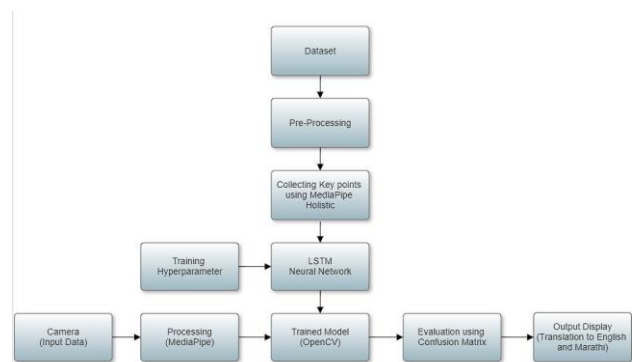 Dataset
Pre-Processing
Collecting Key points
using MediaPipe
Holistic
Training
Hyperparameter
LSTM
Neural Network
Camera
(Input Data)
Processing
(MediaPipe)
Trained Model
(OpenCV)
Evaluation using
Confusion Matrix
Output Display
(Translation to English
and Marathi)